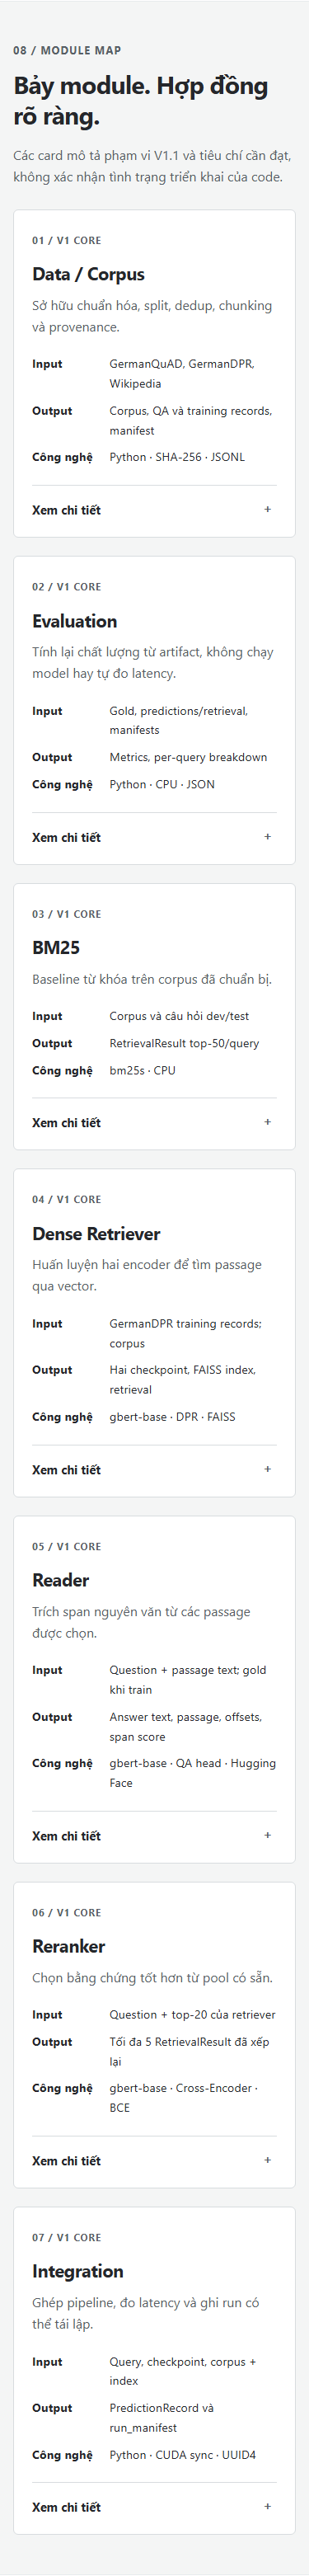 08 / MODULE MAP
Bảy module. Hợp đồng
rõ ràng.
Các card mô tả phạm vi V1.1 và tiêu chí cần đạt,
không xác nhận tình trạng triển khai của code.
01 / V1 CORE
Data / Corpus
Sở hữu chuẩn hóa, split, dedup, chunking
và provenance.
Input GermanQuAD, GermanDPR,
Wikipedia
Output Corpus, QA và training records,
manifest
Công nghệ Python · SHA-256 · JSONL
Xem chi tiết +
02 / V1 CORE
Evaluation
Tính lại chất lượng từ artifact, không chạy
model hay tự đo latency.
Input Gold, predictions/retrieval,
manifests
Output Metrics, per-query breakdown
Công nghệ Python · CPU · JSON
Xem chi tiết +
03 / V1 CORE
BM25
Baseline từ khóa trên corpus đã chuẩn bị.
Input Corpus và câu hỏi dev/test
Output RetrievalResult top-50/query
Công nghệ bm25s · CPU
Xem chi tiết +
04 / V1 CORE
Dense Retriever
Huấn luyện hai encoder để tìm passage
qua vector.
Input GermanDPR training records;
corpus
Output Hai checkpoint, FAISS index,
retrieval
Công nghệ gbert-base · DPR · FAISS
Xem chi tiết +
05 / V1 CORE
Reader
Trích span nguyên văn từ các passage
được chọn.
Input Question + passage text; gold
khi train
Output Answer text, passage, offsets,
span score
Công nghệ gbert-base · QA head · Hugging
Face
Xem chi tiết +
06 / V1 CORE
Reranker
Chọn bằng chứng tốt hơn từ pool có sẵn.
Input Question + top-20 của retriever
Output Tối đa 5 RetrievalResult đã xếp
lại
Công nghệ gbert-base · Cross-Encoder ·
BCE
Xem chi tiết +
07 / V1 CORE
Integration
Ghép pipeline, đo latency và ghi run có
thể tái lập.
Input Query, checkpoint, corpus +
index
Output PredictionRecord và
run_manifest
Công nghệ Python · CUDA sync · UUID4
Xem chi tiết +